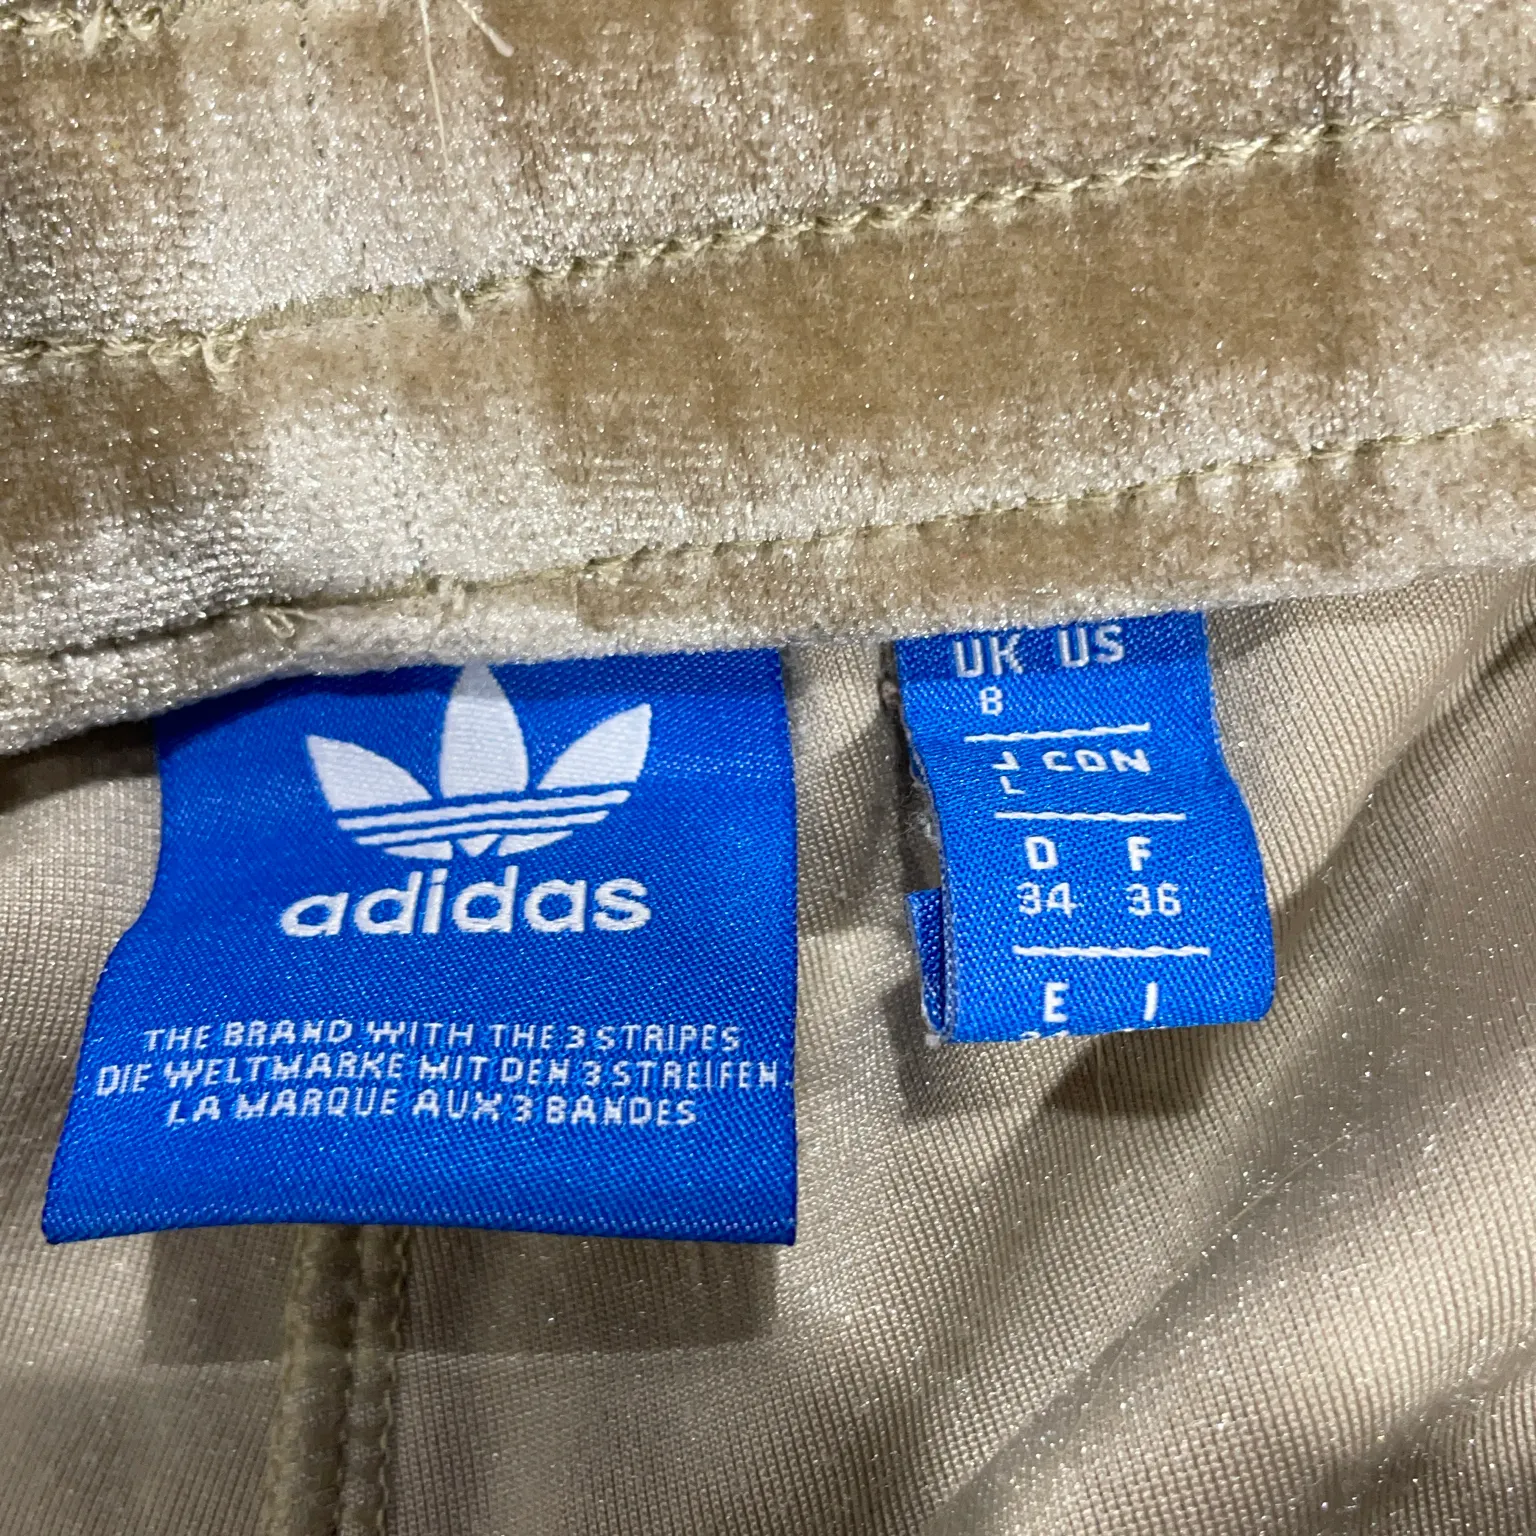 adidas
THE BRAND WITH THE 3 STRIPES
DIE WELTMARKE MIT DEN 3 STREIFEN
LA MARQUE AUX 3 BANDES
UK US
8
J CDN
L
D F
34 36
E I